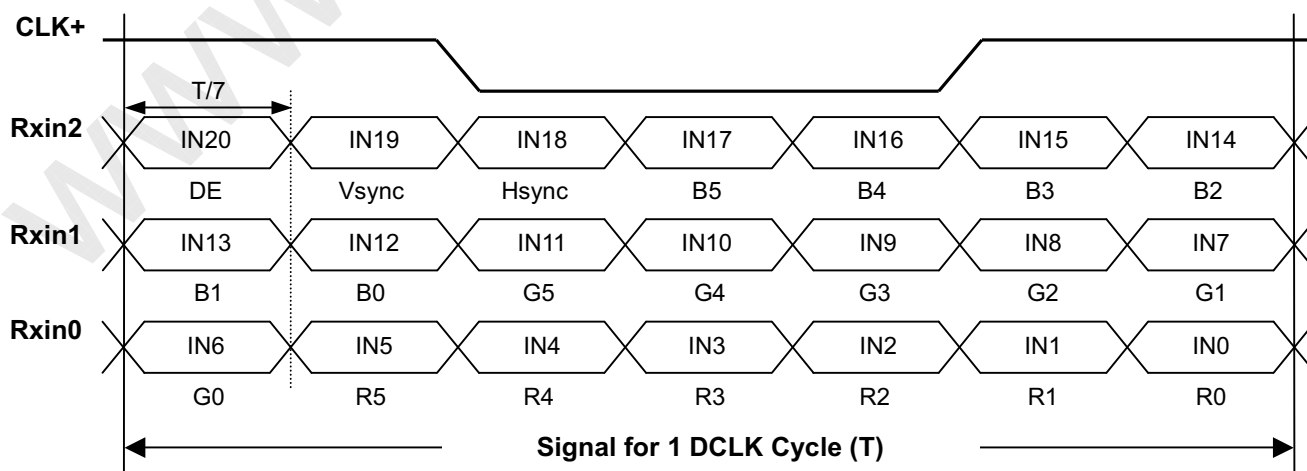 CLK+
T/7
Rxin2 IN20 IN19 IN18 IN17 IN16 IN15 IN14
DE Vsync Hsync B5 B4 B3 B2
Rxin1 IN13 IN12 IN11 IN10 IN9 IN8 IN7
B1 B0 G5 G4 G3 G2 G1
Rxin0 IN6 IN5 IN4 IN3 IN2 IN1 IN0
G0 R5 R4 R3 R2 R1 R0
Signal for 1 DCLK Cycle (T)